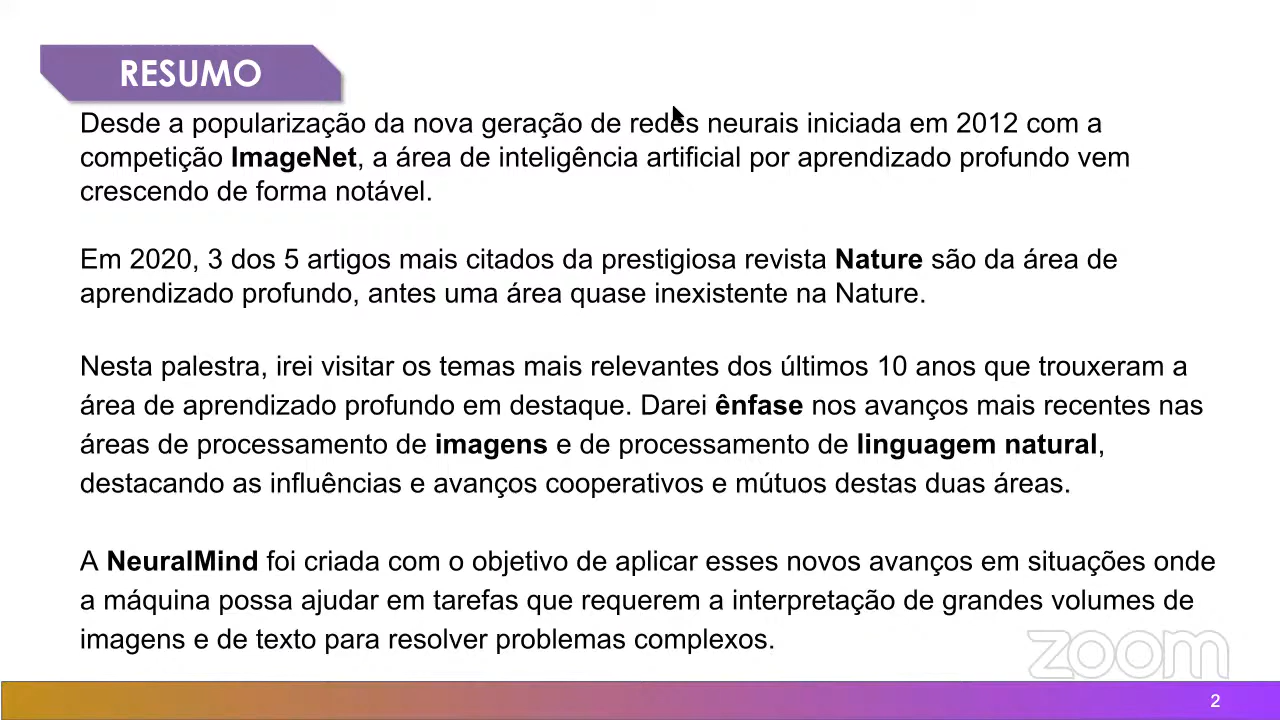 RESUMO
Desde a popularização da nova geração de redes neurais iniciada em 2012 com a
competição ImageNet, a área de inteligência artificial por aprendizado profundo vem
crescendo de forma notável.
Em 2020, 3 dos 5 artigos mais citados da prestigiosa revista Nature são da área de
aprendizado profundo, antes uma área quase inexistente na Nature.
Nesta palestra, irei visitar os temas mais relevantes dos últimos 10 anos que trouxeram a
área de aprendizado profundo em destaque. Darei ênfase nos avanços mais recentes nas
áreas de processamento de imagens e de processamento de linguagem natural,
destacando as influências e avanços cooperativos e mútuos destas duas áreas.
A NeuralMind foi criada com o objetivo de aplicar esses novos avanços em situações onde
a máquina possa ajudar em tarefas que requerem a interpretação de grandes volumes de
imagens e de texto para resolver problemas complexos.
zoom
2